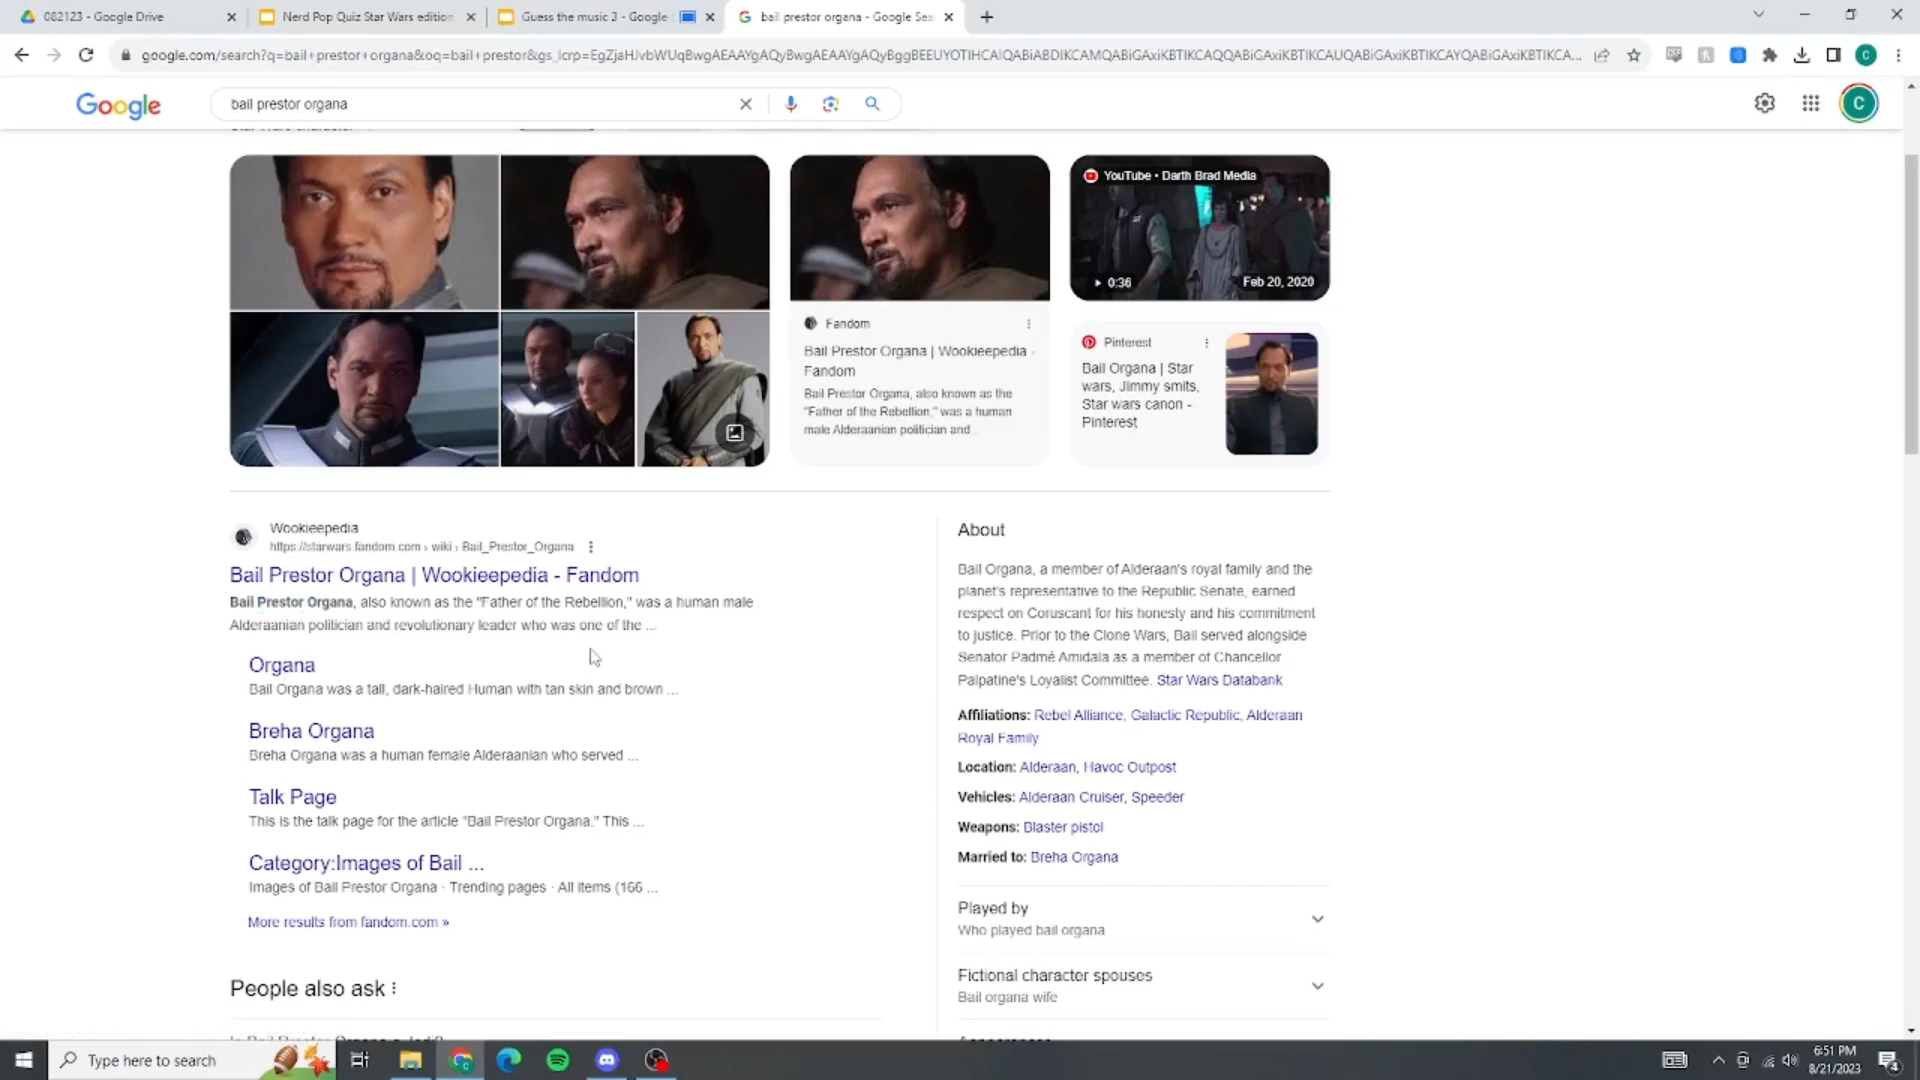 082123 - Google Drive
Nerd Pop Quiz Star Wars edition
Guess the music 3 - Google
bail prestor organa - Google Sea
Google
bail prestor organa
C
YouTube • Darth Brad Media
0:36
Feb 20, 2020
Fandom
Bail Prestor Organa | Wookieepedia -
Fandom
Bail Prestor Organa, also known as the
"Father of the Rebellion," was a human
male Alderaanian politician and...
Pinterest
Bail Organa | Star
wars, Jimmy smits,
Star wars canon -
Pinterest
Wookieepedia
https://starwars.fandom.com › wiki › Bail_Prestor_Organa
Bail Prestor Organa | Wookieepedia - Fandom
Bail Prestor Organa, also known as the "Father of the Rebellion," was a human male
Alderaanian politician and revolutionary leader who was one of the ...
Organa
Bail Organa was a tall, dark-haired Human with tan skin and brown ...
Breha Organa
Breha Organa was a human female Alderaanian who served ...
Talk Page
This is the talk page for the article "Bail Prestor Organa." This ...
Category:Images of Bail ...
Images of Bail Prestor Organa · Trending pages · All items (166 ...
More results from fandom.com »
People also ask
About
Bail Organa, a member of Alderaan's royal family and the
planet's representative to the Republic Senate, earned
respect on Coruscant for his honesty and his commitment
to justice. Prior to the Clone Wars, Bail served alongside
Senator Padmé Amidala as a member of Chancellor
Palpatine's Loyalist Committee. Star Wars Databank
Affiliations: Rebel Alliance, Galactic Republic, Alderaan
Royal Family
Location: Alderaan, Havoc Outpost
Vehicles: Alderaan Cruiser, Speeder
Weapons: Blaster pistol
Married to: Breha Organa
Played by
Who played bail organa
Fictional character spouses
Bail organa wife
Type here to search
6:51 PM
8/21/2023
4